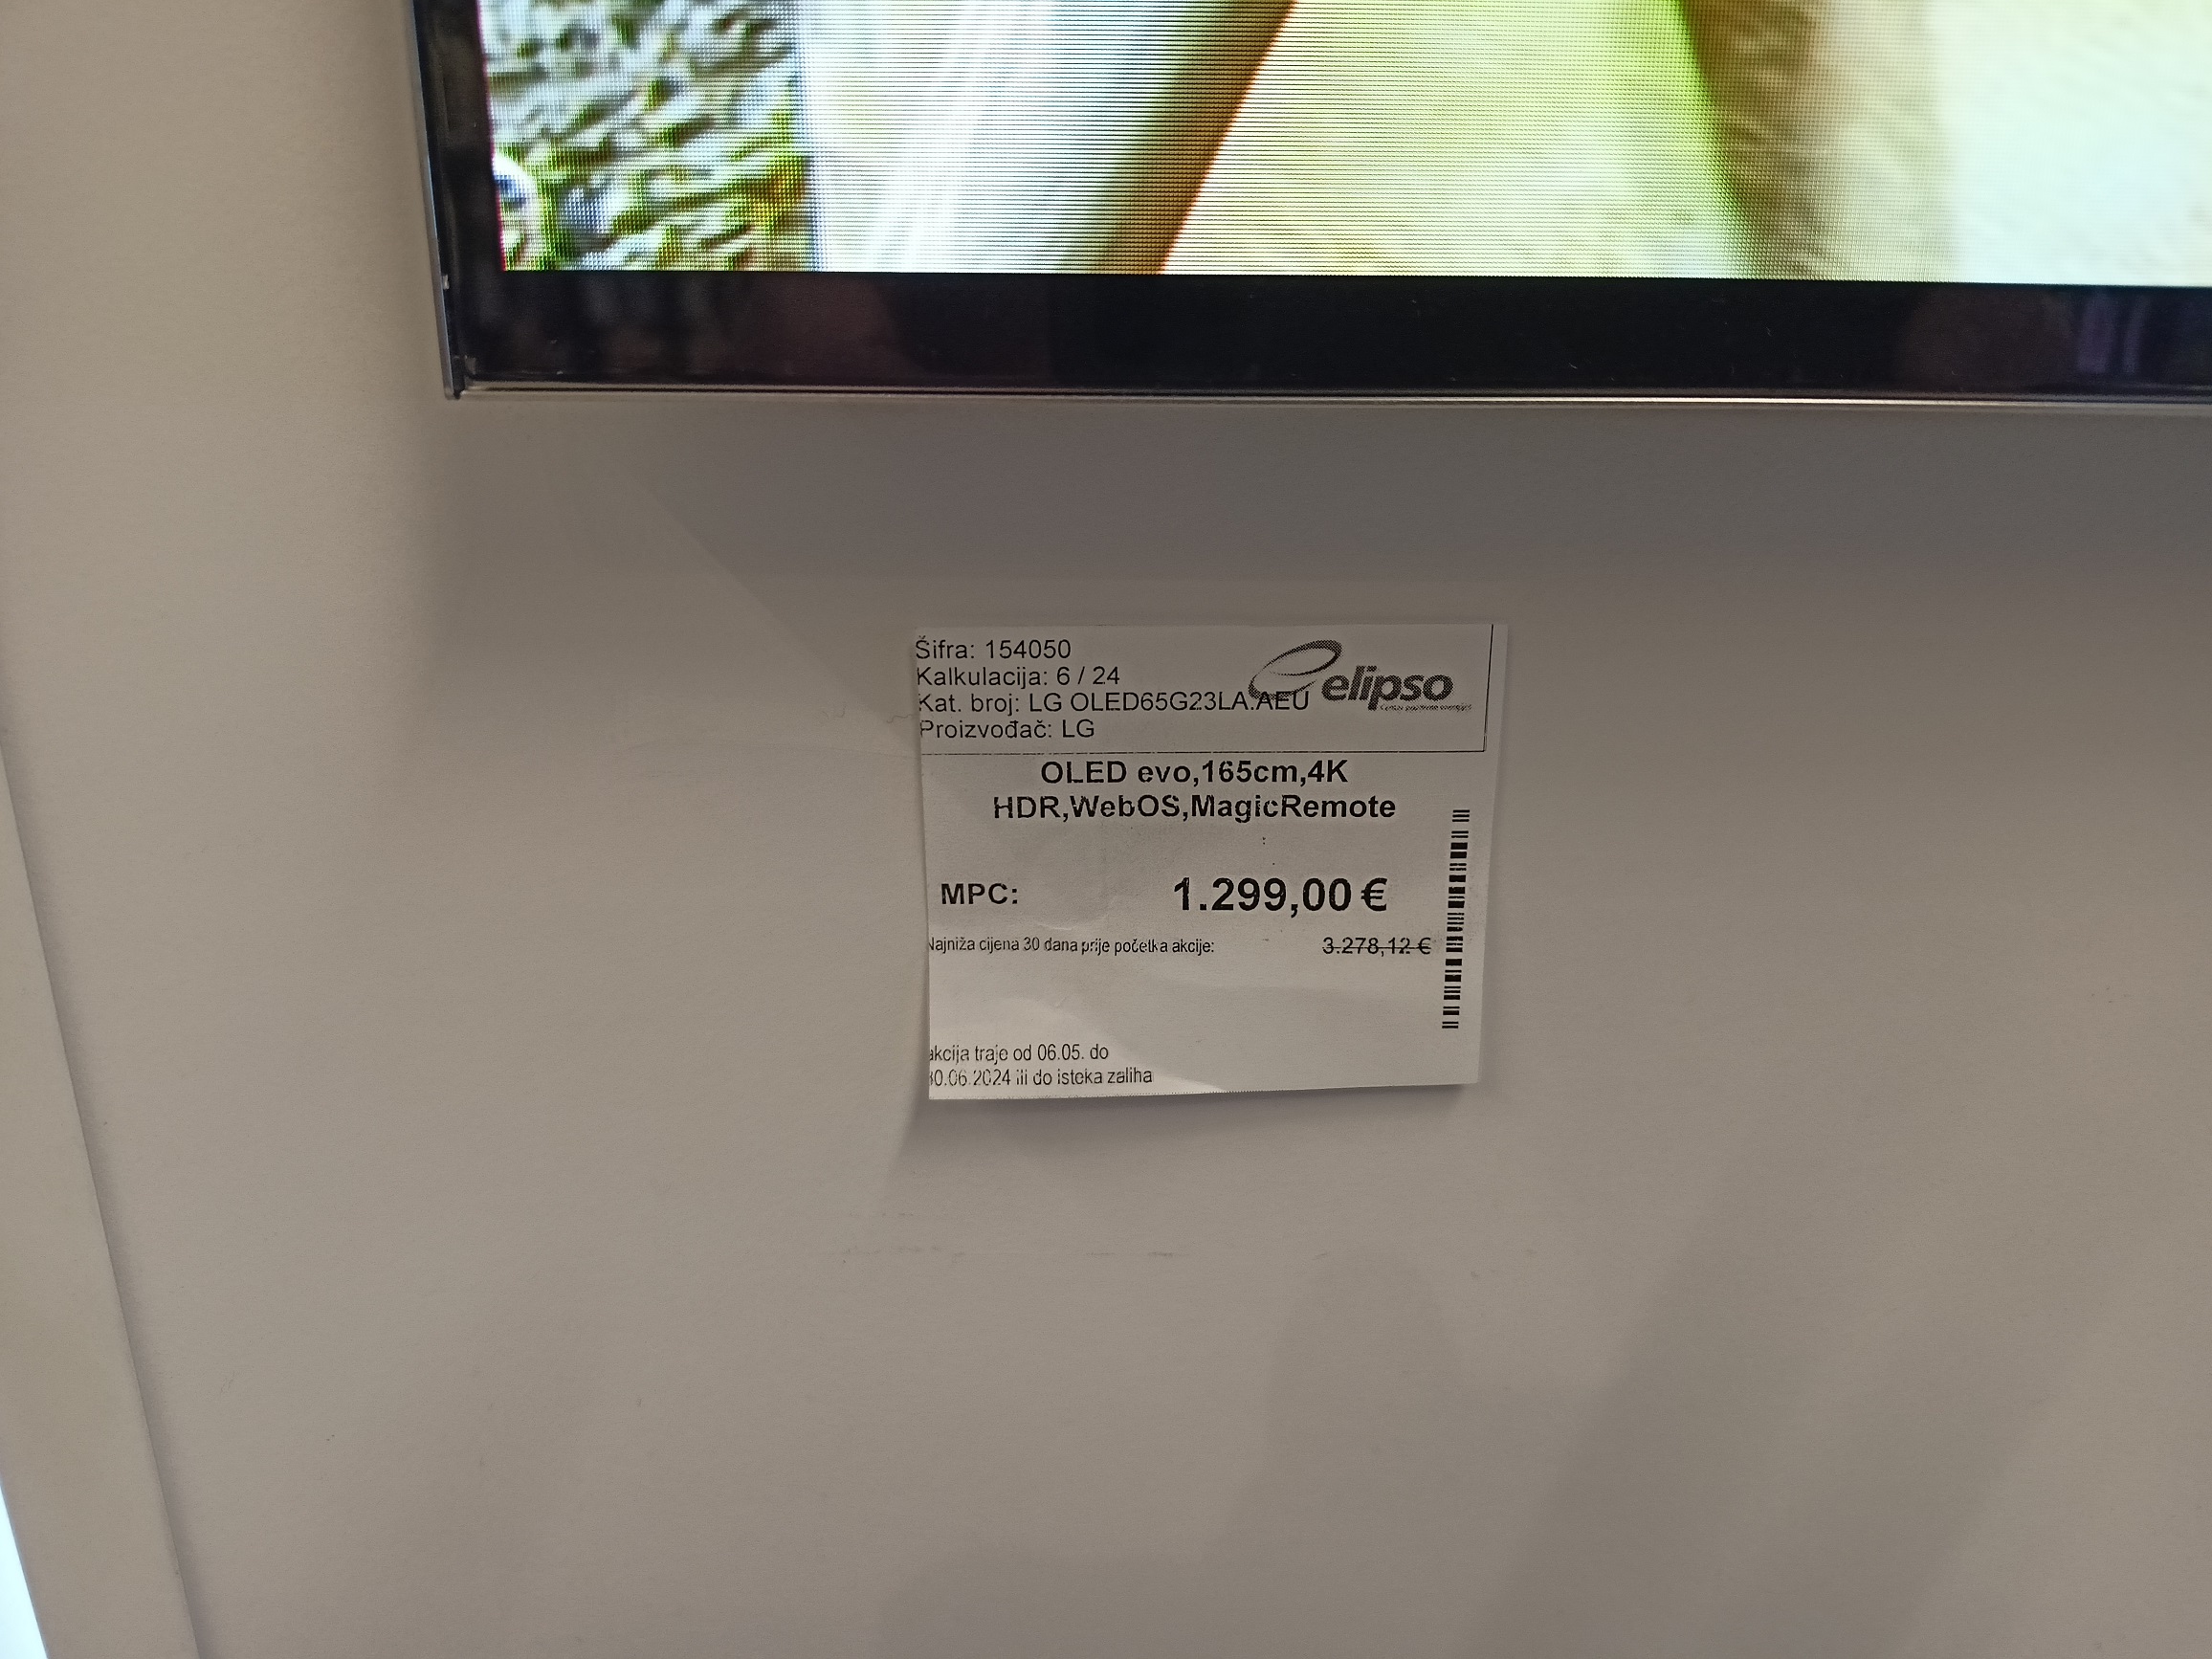 Šifra: 154050
Kalkulacija: 6 / 24
Kat. broj: LG OLED65G23LA.AEU
Proizvođač: LG
elipso
OLED evo,165cm,4K
HDR,WebOS,MagicRemote
MPC: 1.299,00 €
Najniža cijena 30 dana prije početka akcije: 3.278,12 €
akcija traje od 06.05. do
30.06.2024 ili do isteka zaliha